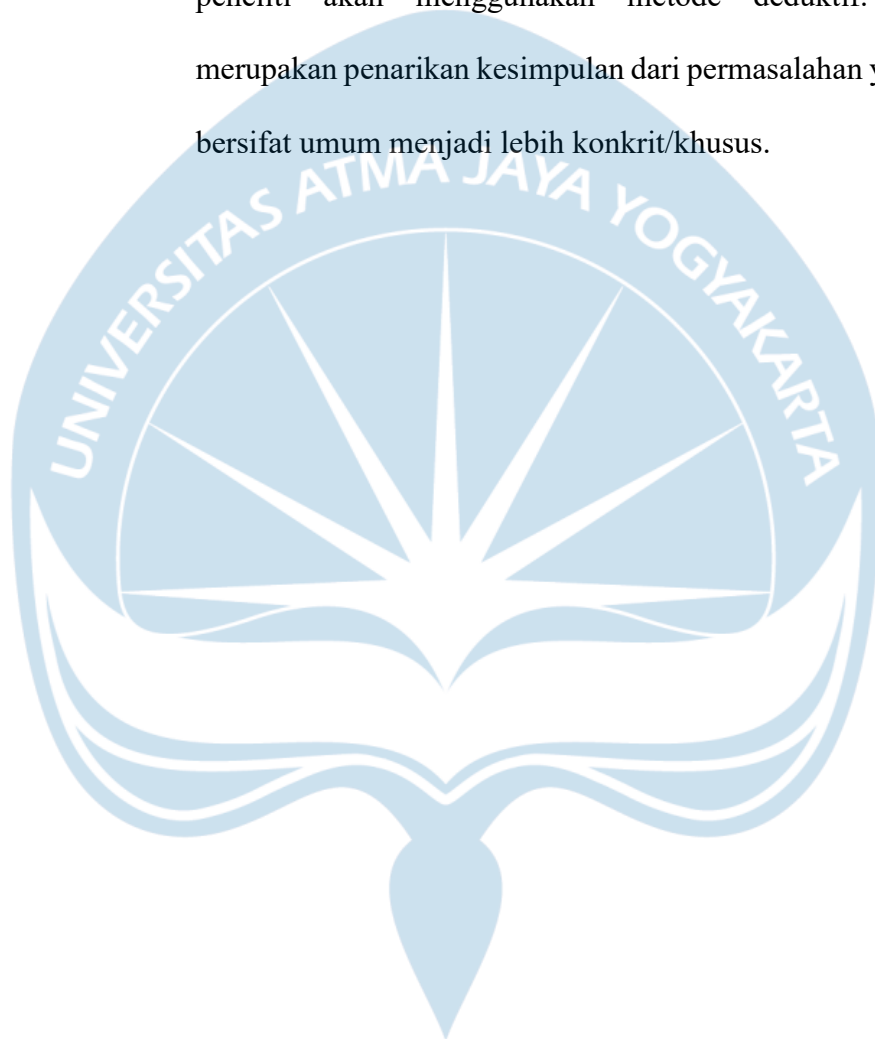 peneliti akan menggunakan metode deduktif.
merupakan penarikan kesimpulan dari permasalahan
bersifat umum menjadi lebih konkrit/khusus.
UNIVERSITAS ATMA JAYA YOGYAKARTA